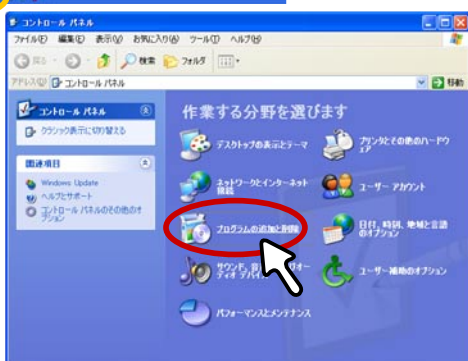 コントロール パネル
ファイル(F) 編集(E) 表示(V) お気に入り(A) ツール(T) ヘルプ(H)
戻る 検索 フォルダ
アドレス(D) コントロール パネル 移動
コントロール パネル
クラシック表示に切り替える
関連項目
Windows Update
ヘルプとサポート
コントロール パネルのその他のオ
プション
作業する分野を選びます
デスクトップの表示とテーマ
プリンタとその他のハードウ
ェア
ネットワークとインターネット
接続
ユーザー アカウント
プログラムの追加と削除
日付、時刻、地域と言語
のオプション
サウンド、
オーディオ デバイス
ユーザー補助のオプション
パフォーマンスとメンテナンス